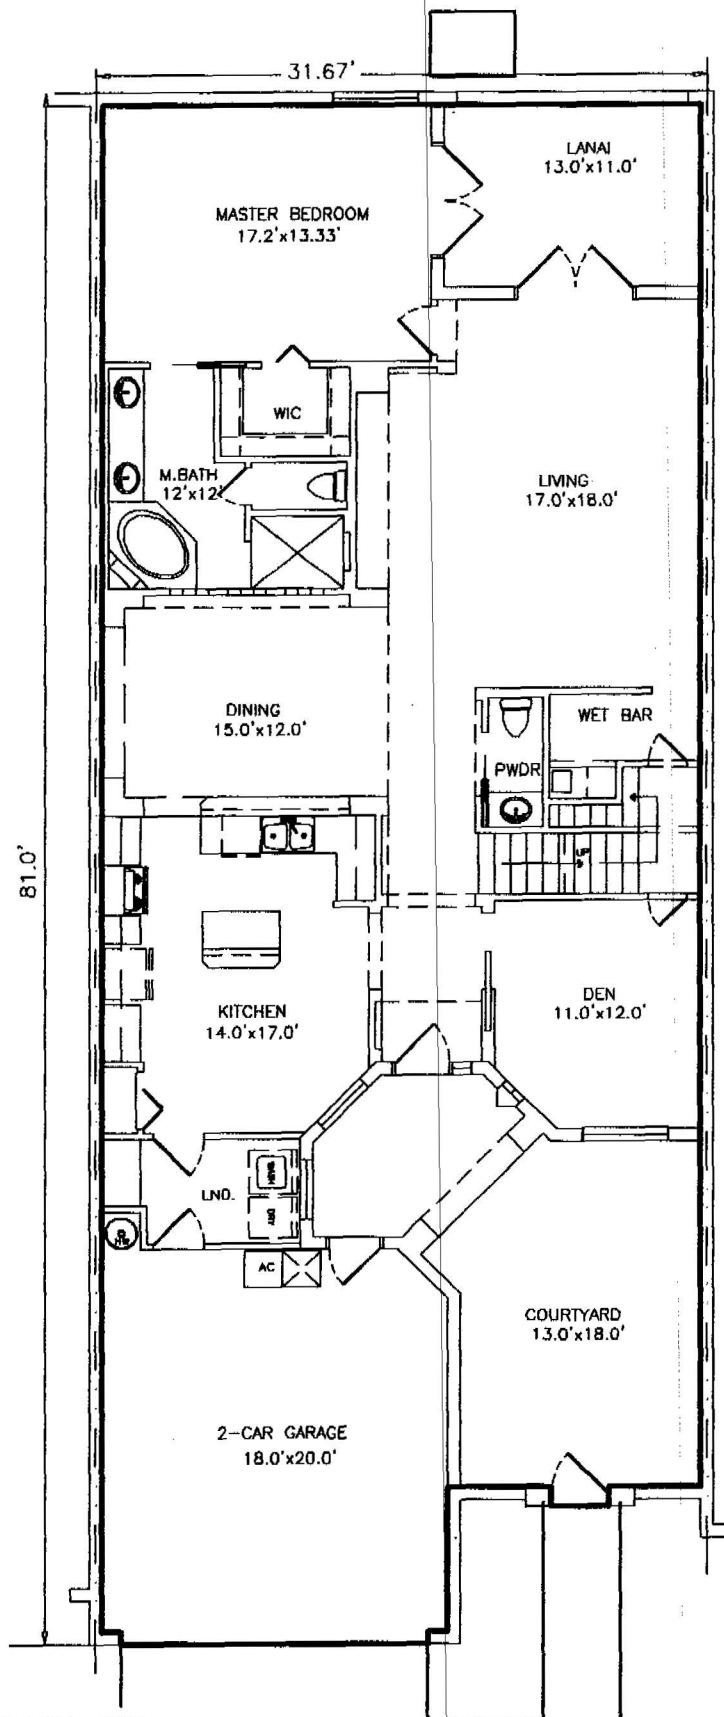 31.67'
LANAI
13.0'x11.0'
MASTER BEDROOM
17.2'x13.33'
WIC
M.BATH
12'x12'
LIVING
17.0'x18.0'
DINING
15.0'x12.0'
WET BAR
PWDR
UP
81.0'
KITCHEN
14.0'x17.0'
DEN
11.0'x12.0'
WASH
LND.
DRY
AC
COURTYARD
13.0'x18.0'
2-CAR GARAGE
18.0'x20.0'